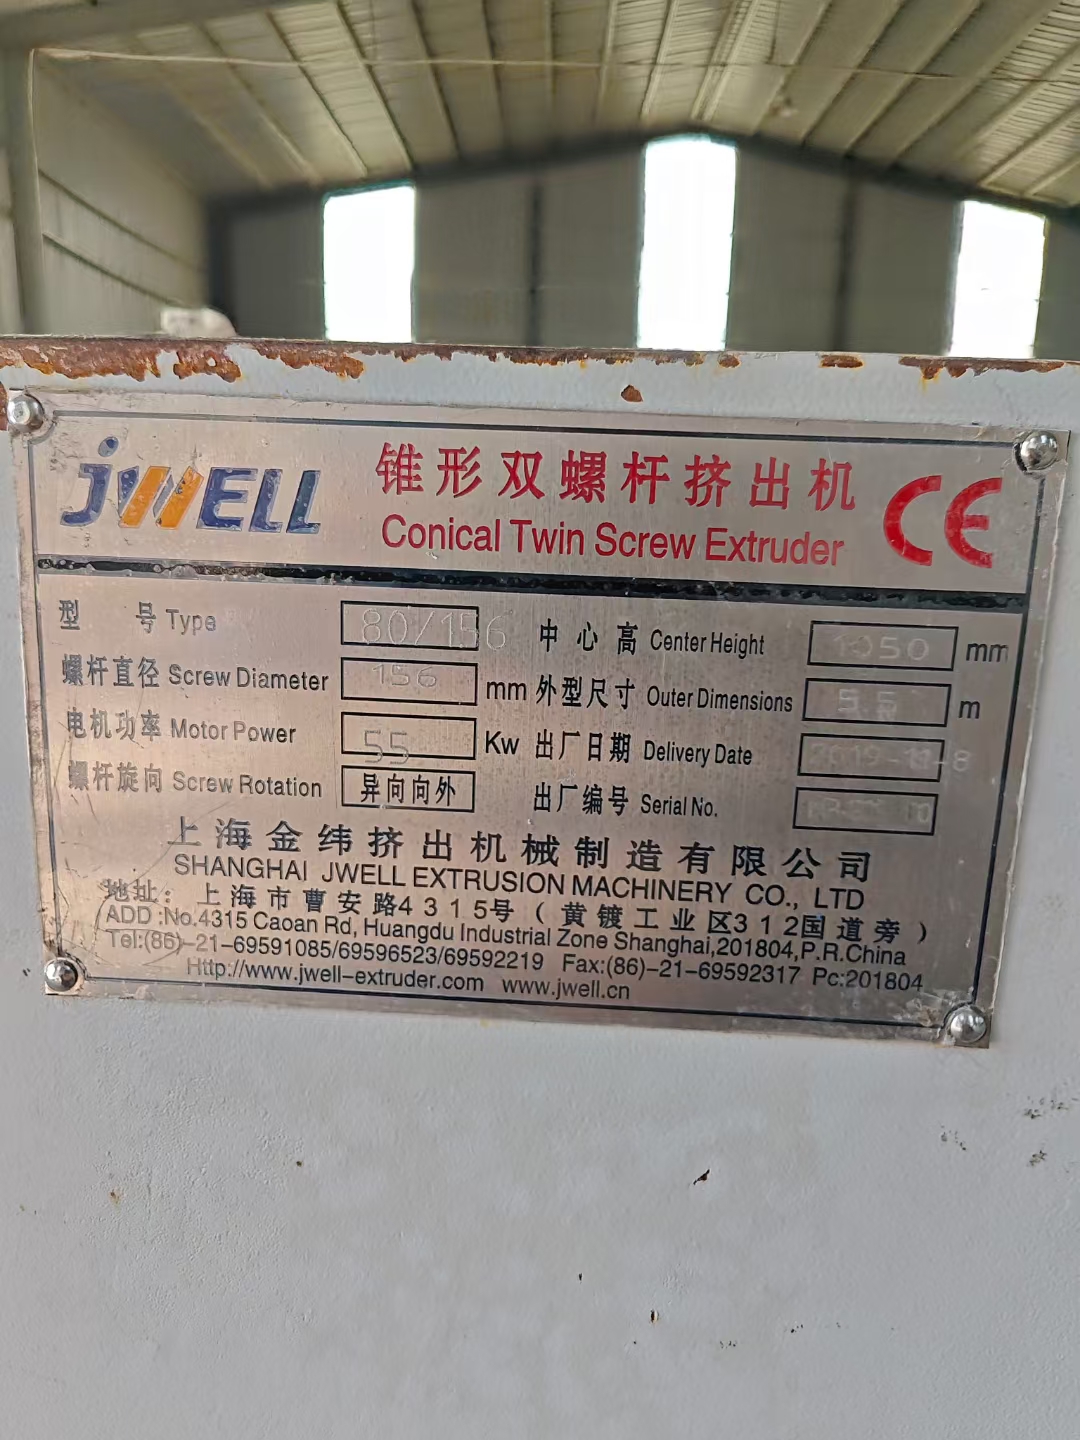 JWELL
锥形双螺杆挤出机
Conical Twin Screw Extruder
CE
型 号 Type 80/156 中心高 Center Height 1050 mm
螺杆直径 Screw Diameter 156 mm 外型尺寸 Outer Dimensions 5.5 m
电机功率 Motor Power 55 Kw 出厂日期 Delivery Date
螺杆旋向 Screw Rotation 异向向外 出厂编号 Serial No.
上海金纬挤出机械制造有限公司
SHANGHAI JWELL EXTRUSION MACHINERY CO., LTD
地址：上海市曹安路4315号（黄镀工业区312国道旁）
ADD:No.4315 Caoan Rd, Huangdu Industrial Zone Shanghai,201804,P.R.China
Tel:(86)-21-69591085/69596523/69592219 Fax:(86)-21-69592317 Pc:201804
Http://www.jwell-extruder.com www.jwell.cn